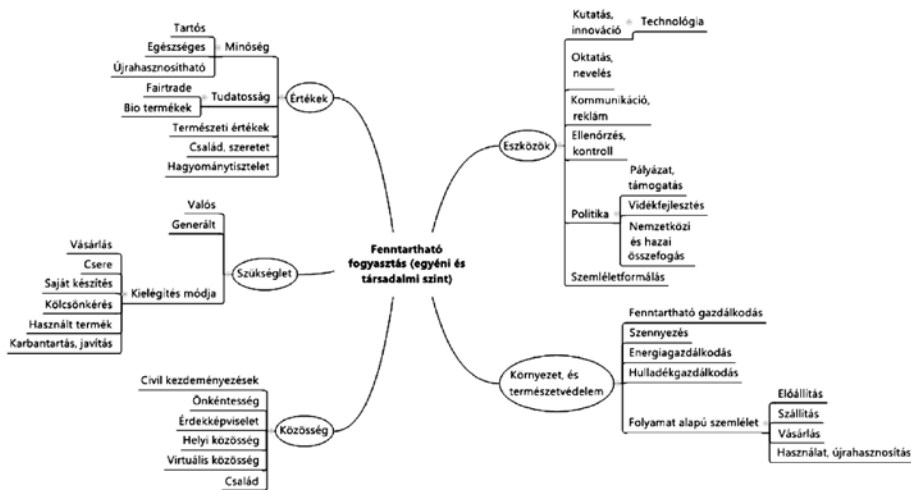 Fenntartható
fogyasztás (egyéni és
társadalmi szint)
Értékek
Minőség
Tartós
Egészséges
Újrahasznosítható
Tudatosság
Fairtrade
Bio termékek
Természeti értékek
Család, szeretet
Hagyománytisztelet
Szükséglet
Valós
Generált
Kielégítés módja
Vásárlás
Csere
Saját készítés
Kölcsönkérés
Használt termék
Karbantartás, javítás
Közösség
Civil kezdeményezések
Önkéntesség
Érdekképviselet
Helyi közösség
Virtuális közösség
Család
Eszközök
Kutatás,
innováció
Technológia
Oktatás,
nevelés
Kommunikáció,
reklám
Ellenőrzés,
kontroll
Politika
Pályázat,
támogatás
Vidékfejlesztés
Nemzetközi
és hazai
összefogás
Szemléletformálás
Környezet, és
természetvédelem
Fenntartható gazdálkodás
Szennyezés
Energiagazdálkodás
Hulladékgazdálkodás
Folyamat alapú szemlélet
Előállítás
Szállítás
Vásárlás
Használat, újrahasznosítás